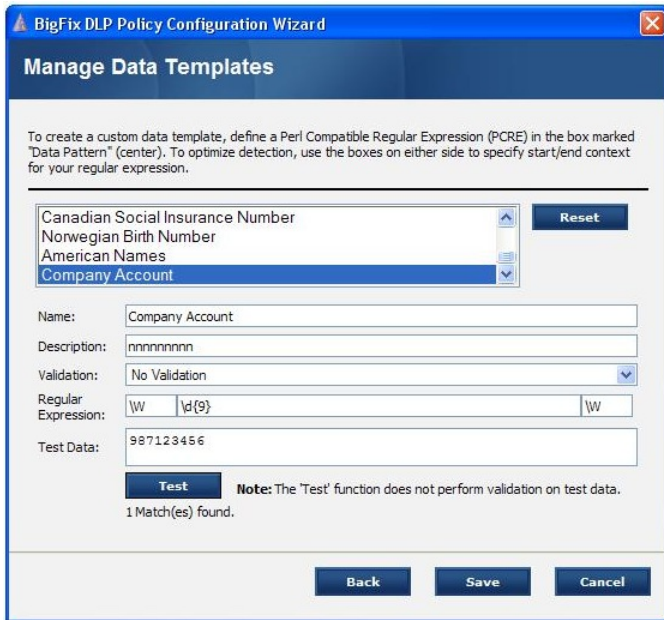 BigFix DLP Policy Configuration Wizard
Manage Data Templates
To create a custom data template, define a Perl Compatible Regular Expression (PCRE) in the box marked
"Data Pattern" (center). To optimize detection, use the boxes on either side to specify start/end context
for your regular expression.
Canadian Social Insurance Number
Reset
Norwegian Birth Number
American Names
Company Account
Name: Company Account
Description: nnnnnnnnn
Validation: No Validation
Regular
Expression: \W \d{9} \W
Test Data: 987123456
Test Note: The 'Test' function does not perform validation on test data.
1 Match(es) found.
Back Save Cancel